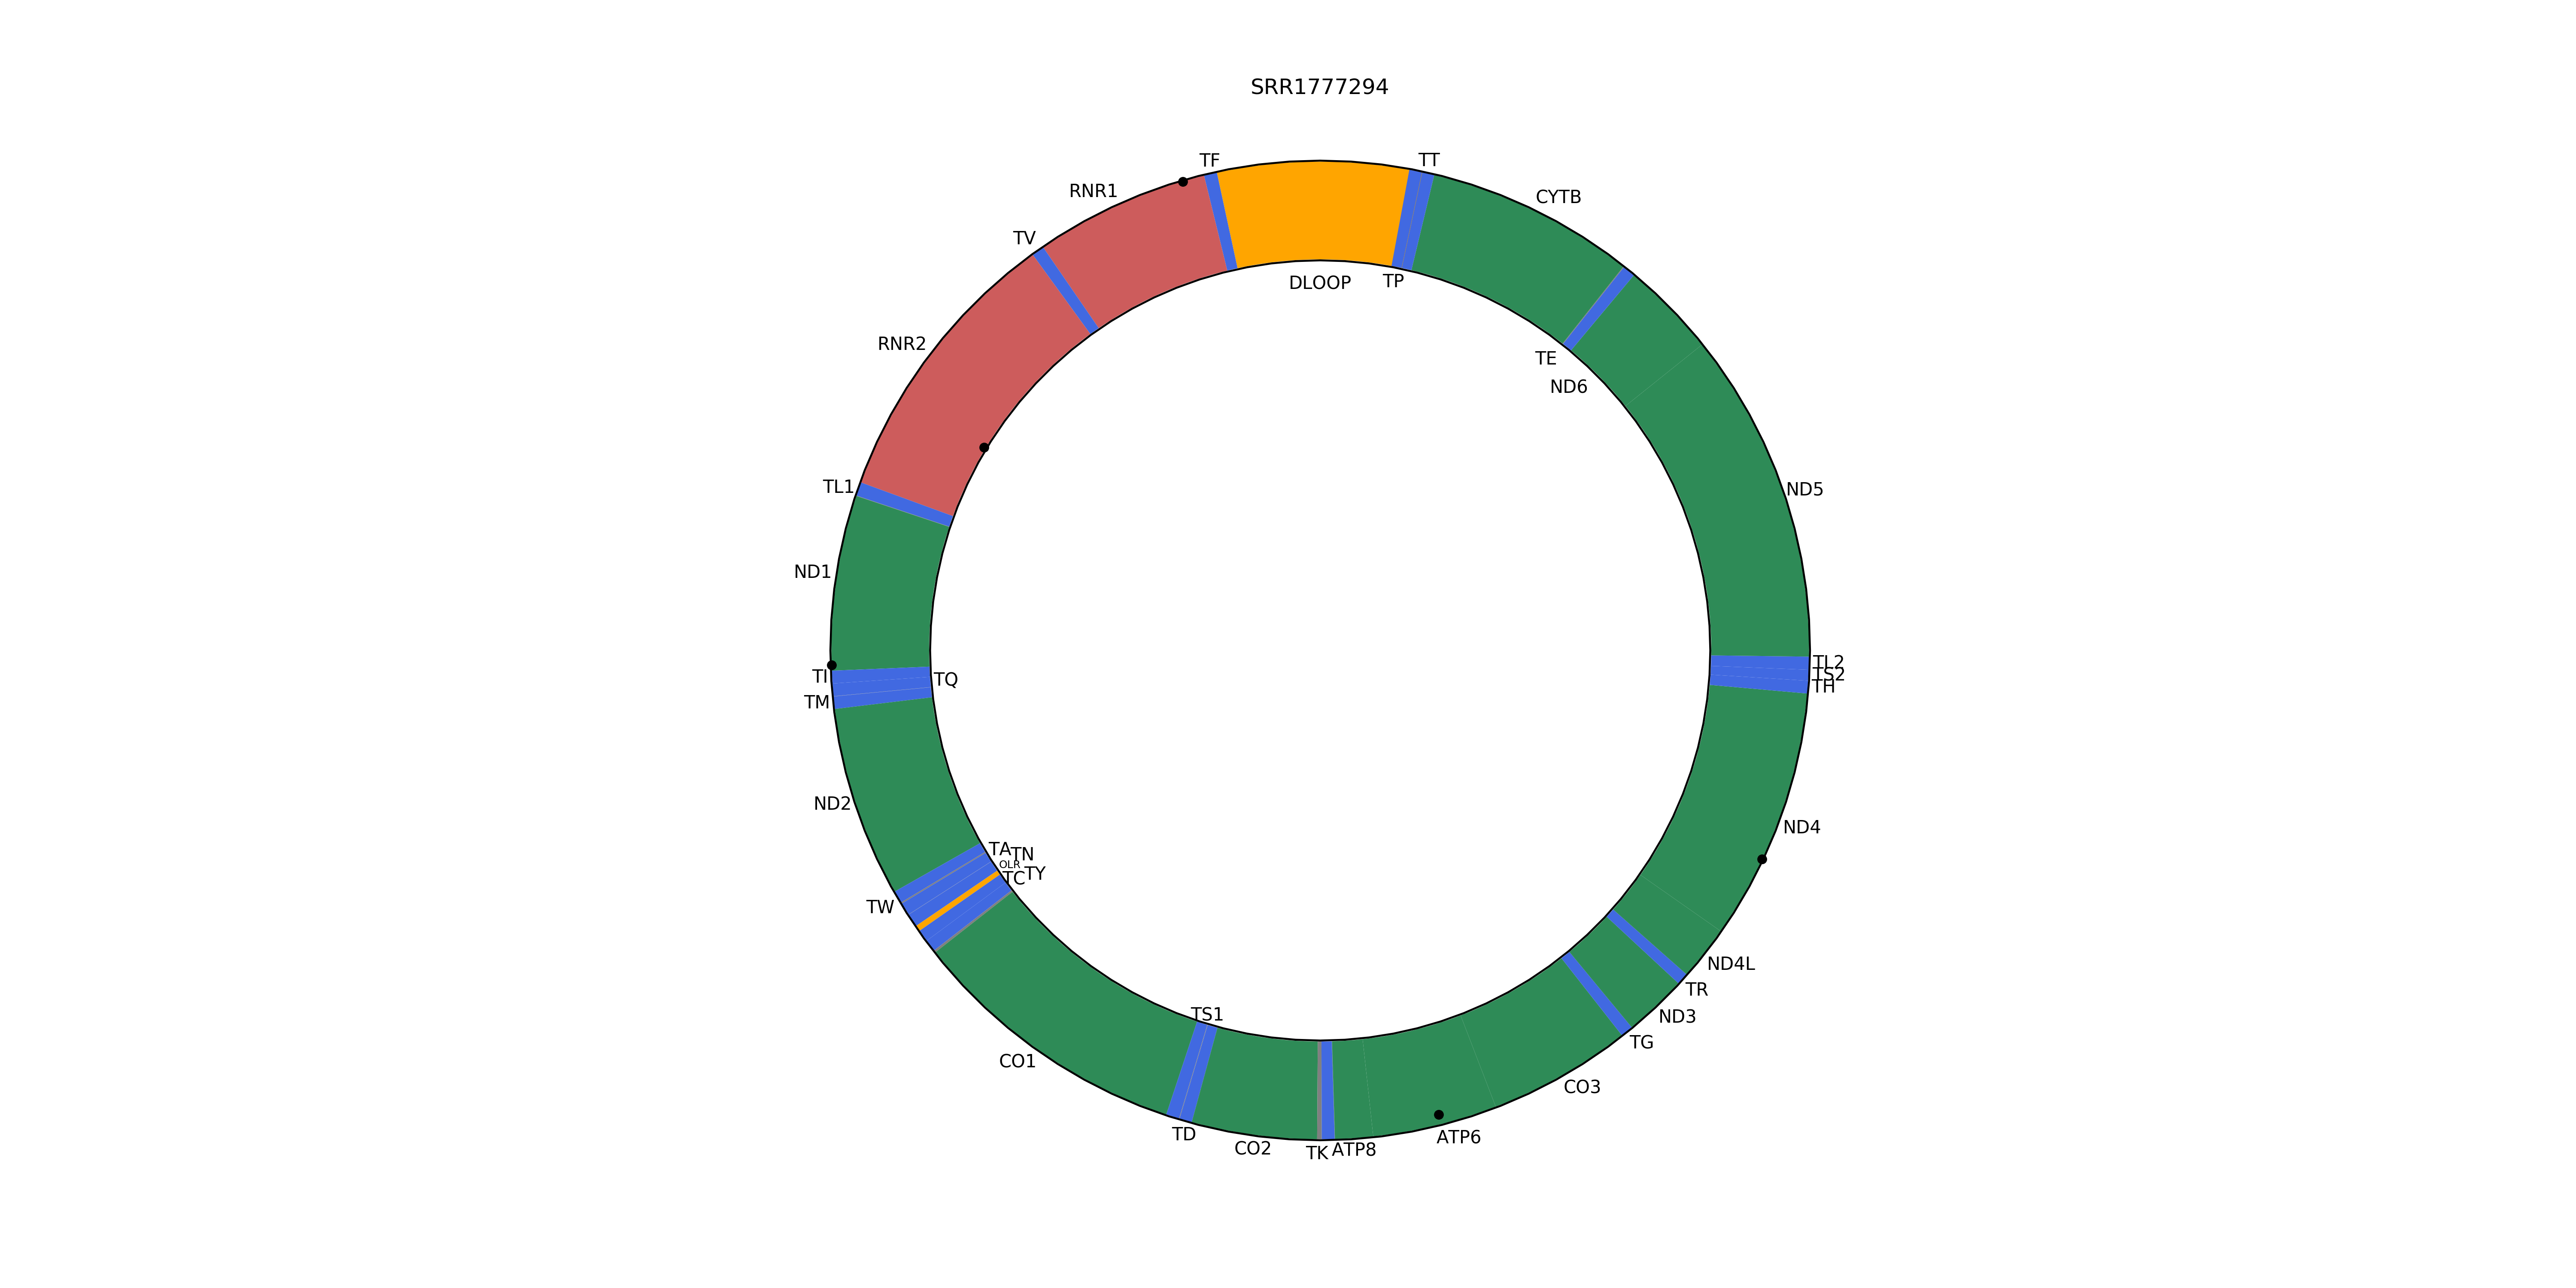 SRR1777294
TF
TT
RNR1
CYTB
TV
DLOOP
TP
RNR2
TE
ND6
TL1
ND5
ND1
TI
TQ
TL2
TS2
TH
TM
ND2
ND4
TA
TN
OLR
TY
TC
TW
ND4L
TR
TS1
ND3
TG
CO1
CO3
TD
CO2
TK
ATP8
ATP6